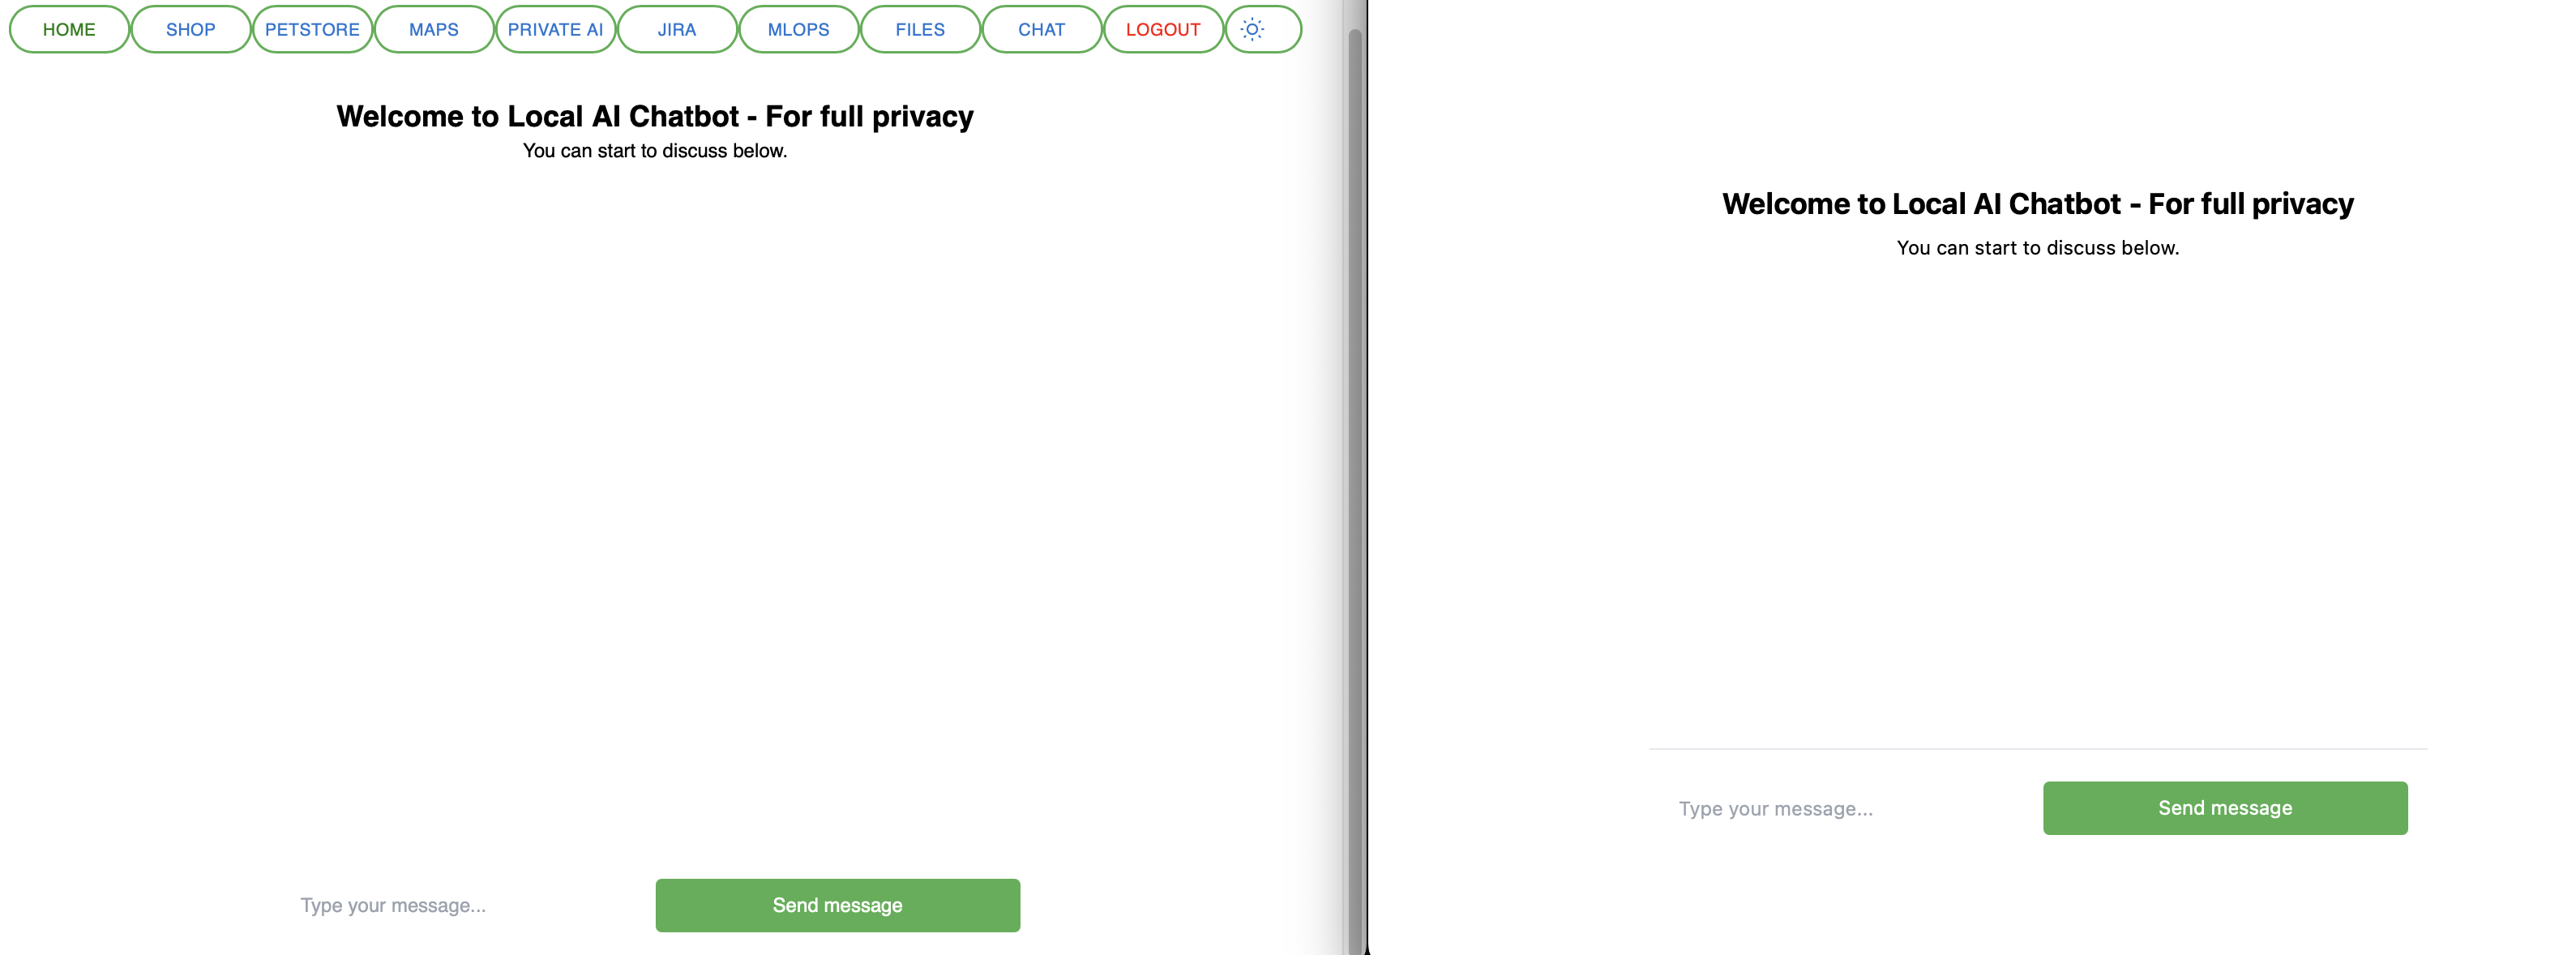 HOME SHOP PETSTORE MAPS PRIVATE AI JIRA MLOPS FILES CHAT LOGOUT
Welcome to Local AI Chatbot - For full privacy
You can start to discuss below.
Type your message... Send message
Welcome to Local AI Chatbot - For full privacy
You can start to discuss below.
Type your message... Send message